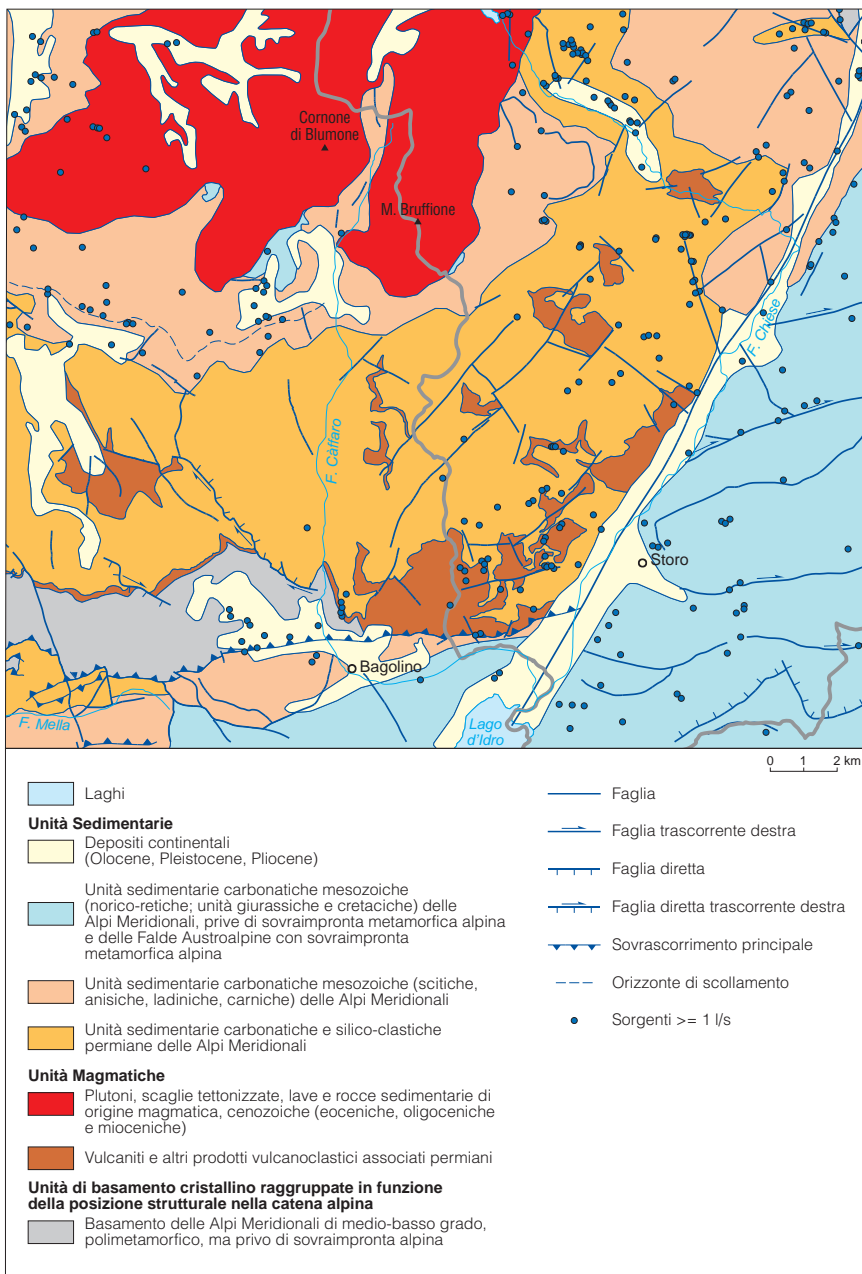 Cornone
di Blumone
M. Bruffione
F. Chiese
F. Càffaro
Storo
Bagolino
F. Mella
Lago
d'Idro
0 1 2 km
Laghi
Unità Sedimentarie
Depositi continentali
(Olocene, Pleistocene, Pliocene)
Unità sedimentarie carbonatiche mesozoiche
(norico-retiche; unità giurassiche e cretaciche) delle
Alpi Meridionali, prive di sovraimpronta metamorfica alpina
e delle Falde Austroalpine con sovraimpronta
metamorfica alpina
Unità sedimentarie carbonatiche mesozoiche (scitiche,
anisiche, ladiniche, carniche) delle Alpi Meridionali
Unità sedimentarie carbonatiche e silico-clastiche
permiane delle Alpi Meridionali
Unità Magmatiche
Plutoni, scaglie tettonizzate, lave e rocce sedimentarie di
origine magmatica, cenozoiche (eoceniche, oligoceniche
e mioceniche)
Vulcaniti e altri prodotti vulcanoclastici associati permiani
Unità di basamento cristallino raggruppate in funzione
della posizione strutturale nella catena alpina
Basamento delle Alpi Meridionali di medio-basso grado,
polimetamorfico, ma privo di sovraimpronta alpina
Faglia
Faglia trascorrente destra
Faglia diretta
Faglia diretta trascorrente destra
Sovrascorrimento principale
Orizzonte di scollamento
Sorgenti >= 1 l/s